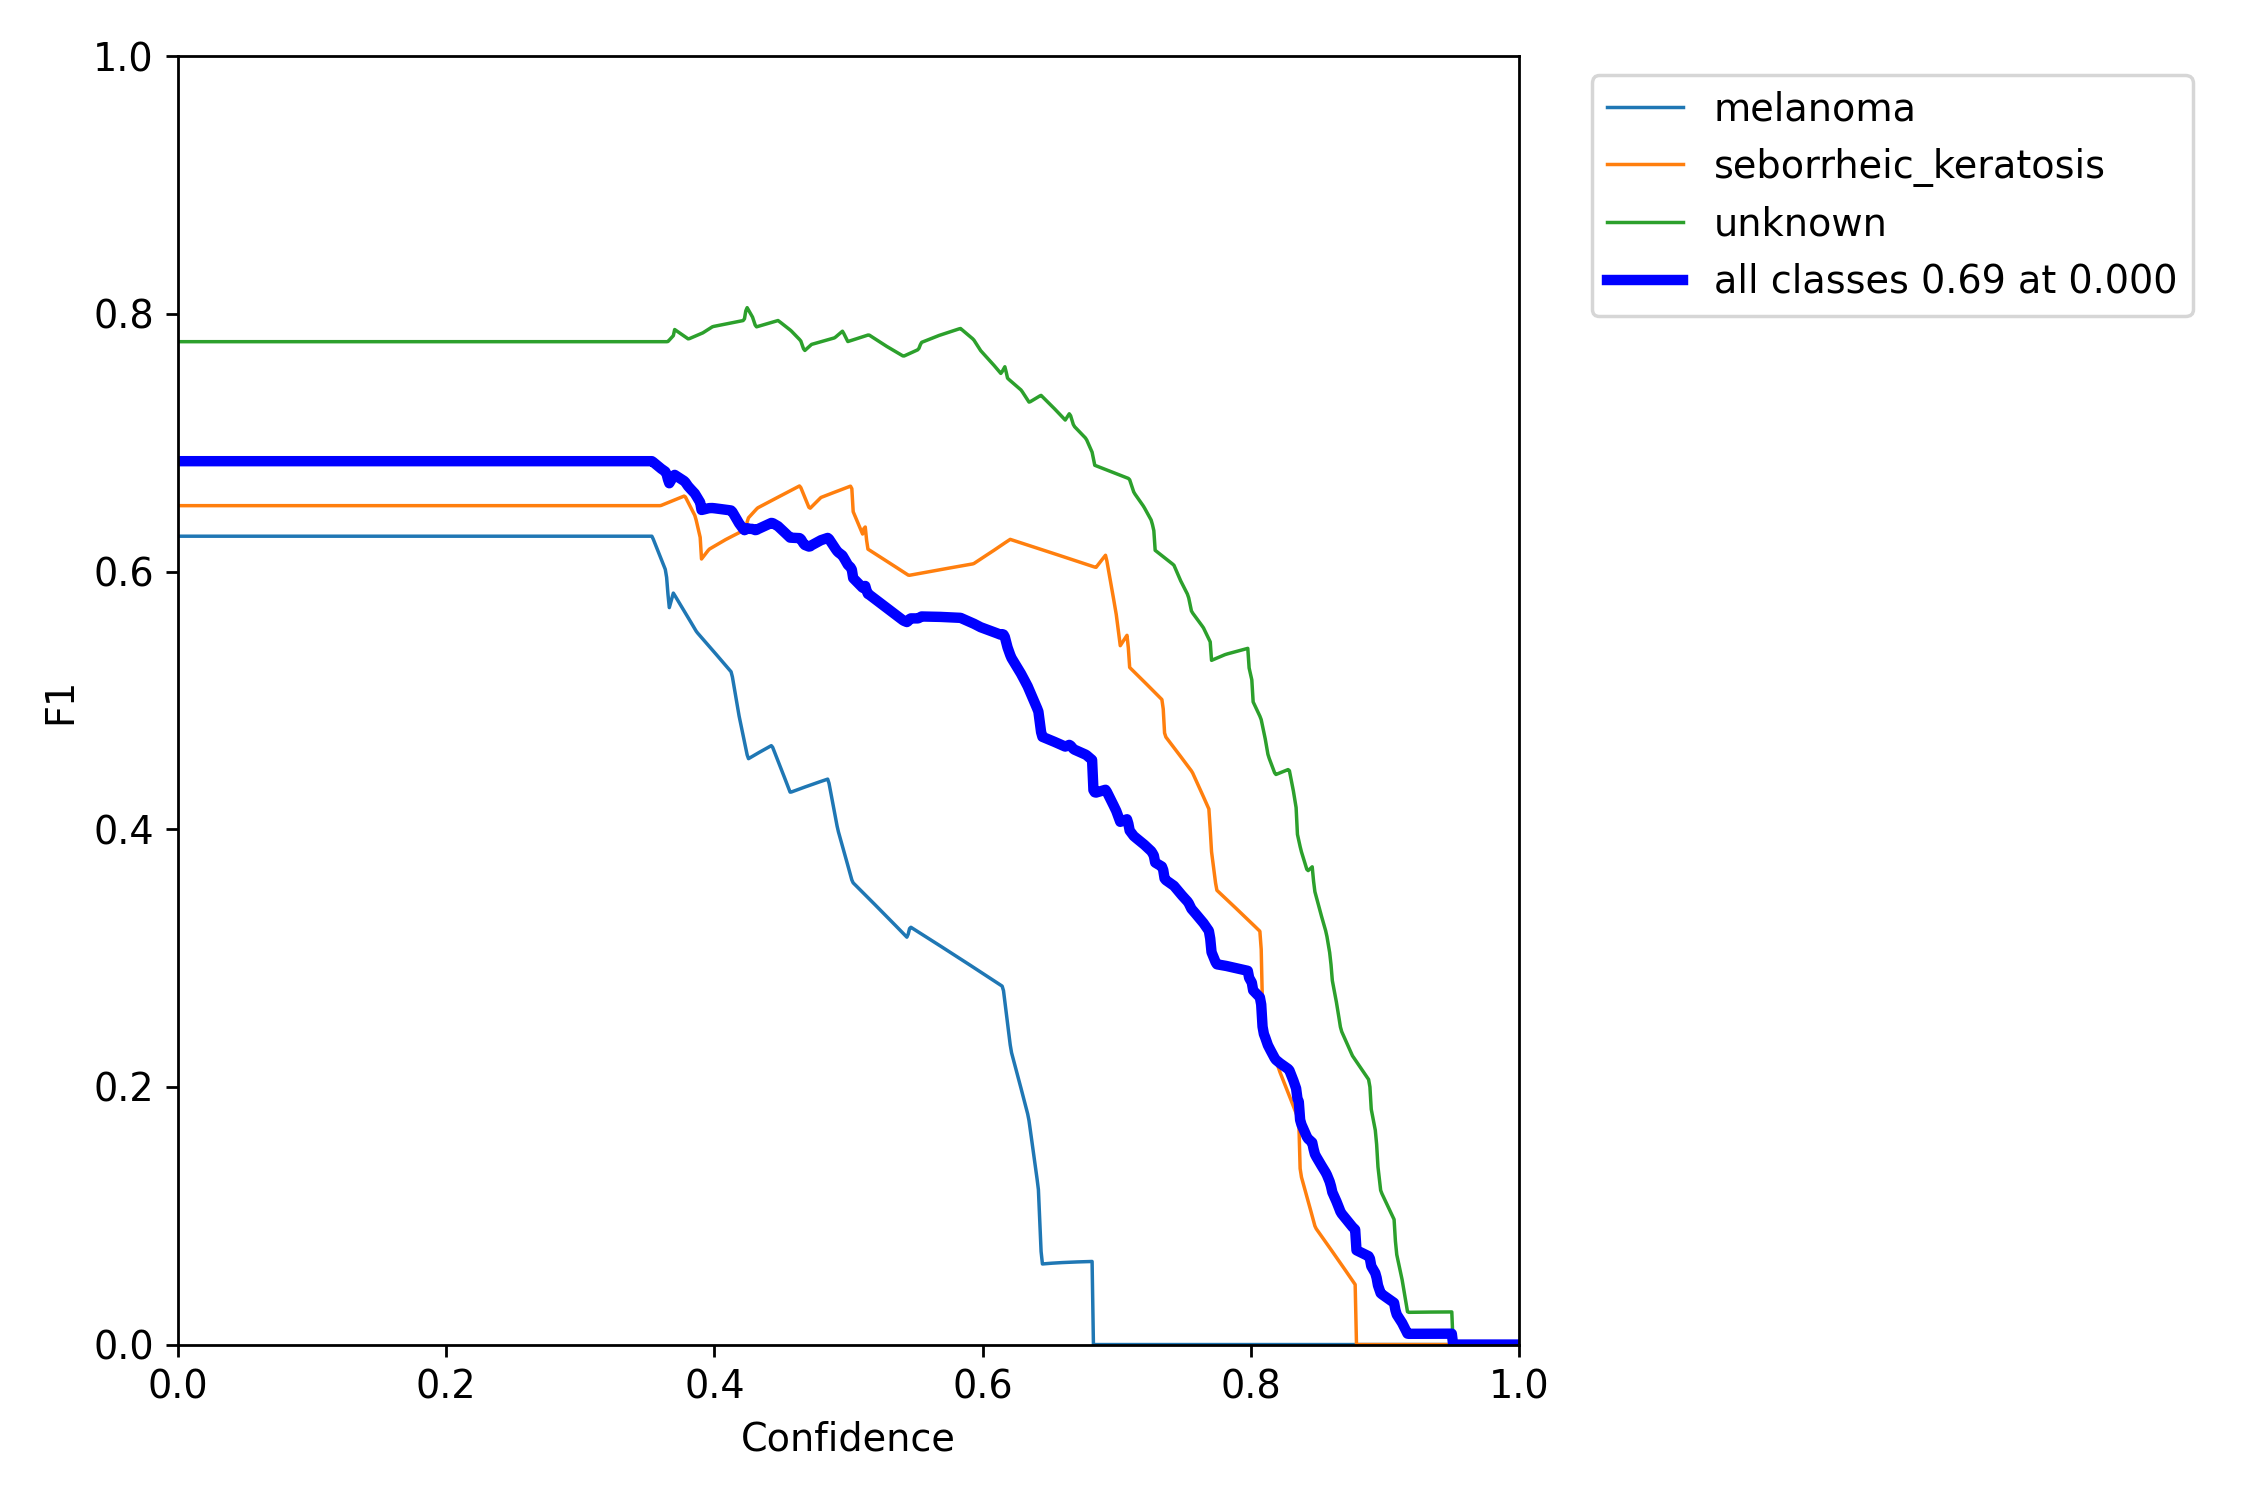 1.0
0.8
0.6
0.4
0.2
0.0
F1
0.0 0.2 0.4 0.6 0.8 1.0
Confidence
melanoma
seborrheic_keratosis
unknown
all classes 0.69 at 0.000